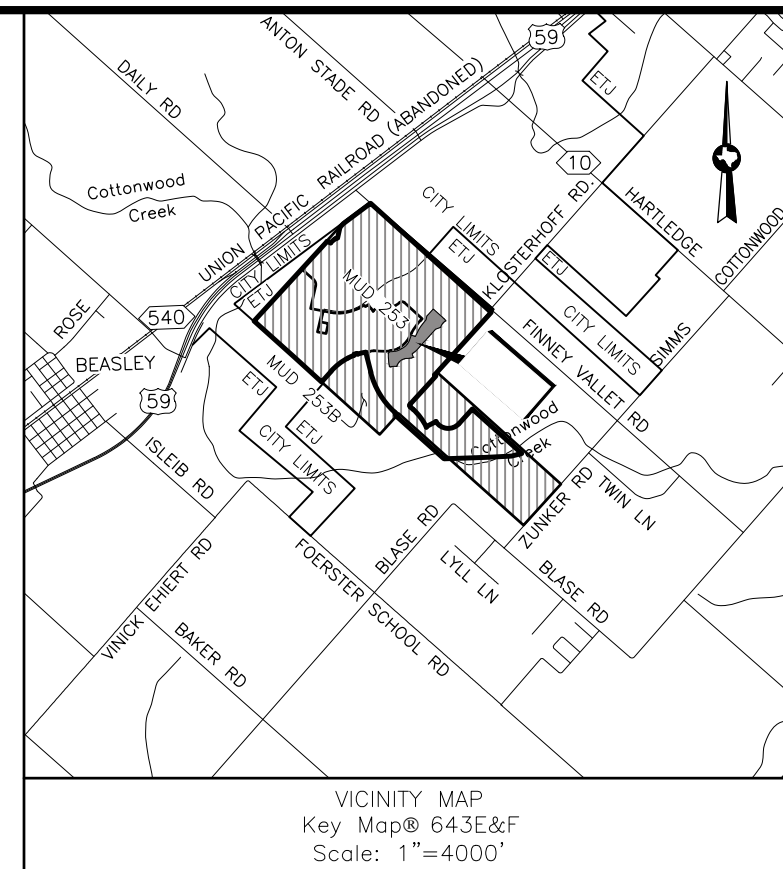 ANTON STADE RD
59
DAILY RD
ETJ
UNION PACIFIC RAILROAD (ABANDONED)
10
Cottonwood
Creek
CITY LIMITS
ETJ
KLOSTERHOFF RD.
HARTLEDGE
COTTONWOOD
CITY LIMITS
ETJ
ETJ
CITY LIMITS
MUD 253
540
ROSE
BEASLEY
SIMMS
FINNEY VALLET RD
59
ETJ
MUD 253B
ETJ
CITY LIMITS
Cottonwood
Creek
ISLEIB RD
ZUNKER RD
TWIN LN
BLASE RD
LYLL LN
BLASE RD
VINICK EHIERT RD
FOERSTER SCHOOL RD
BAKER RD
VICINITY MAP
Key Map® 643E&F
Scale: 1"=4000'